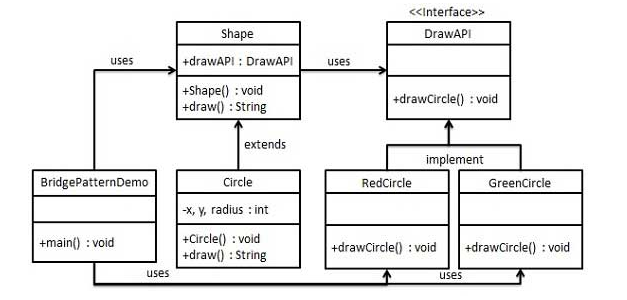 <<Interface>>
Shape
+drawAPI : DrawAPI
+Shape() : void
+draw() : String
uses
uses
DrawAPI
+drawCircle() : void
extends
implement
BridgePatternDemo
+main() : void
Circle
-x, y, radius : int
+Circle() : void
+draw() : String
RedCircle
+drawCircle() : void
GreenCircle
+drawCircle() : void
uses
uses